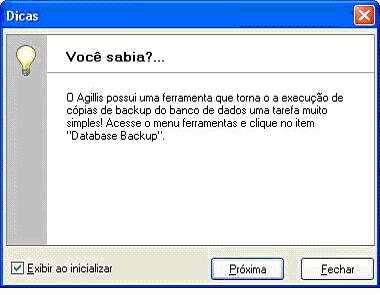 Dicas
Você sabia?...
O Agillis possui uma ferramenta que torna o a execução de
cópias de backup do banco de dados uma tarefa muito
simples! Acesse o menu ferramentas e clique no item
"Database Backup".
Exibir ao inicializar
Próxima
Fechar